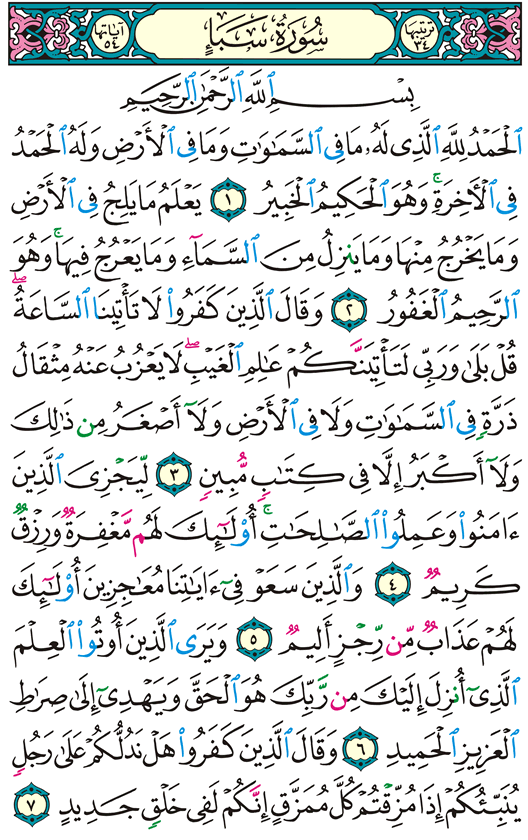 ترتيبها ٣٤ سُورَةُ سَبَإٍ آياتها ٥٤
بِسْمِ ٱللَّهِ ٱلرَّحْمَٰنِ ٱلرَّحِيمِ
ٱلْحَمْدُ لِلَّهِ ٱلَّذِى لَهُۥ مَا فِى ٱلسَّمَٰوَٰتِ وَمَا فِى ٱلْأَرْضِ وَلَهُ ٱلْحَمْدُ
فِى ٱلْءَاخِرَةِ ۚ وَهُوَ ٱلْحَكِيمُ ٱلْخَبِيرُ ١ يَعْلَمُ مَا يَلِجُ فِى ٱلْأَرْضِ
وَمَا يَخْرُجُ مِنْهَا وَمَا يَنزِلُ مِنَ ٱلسَّمَآءِ وَمَا يَعْرُجُ فِيهَا ۚ وَهُوَ
ٱلرَّحِيمُ ٱلْغَفُورُ ٢ وَقَالَ ٱلَّذِينَ كَفَرُوا۟ لَا تَأْتِينَا ٱلسَّاعَةُ ۖ
قُلْ بَلَىٰ وَرَبِّى لَتَأْتِيَنَّكُمْ عَٰلِمِ ٱلْغَيْبِ ۖ لَا يَعْزُبُ عَنْهُ مِثْقَالُ
ذَرَّةٍ فِى ٱلسَّمَٰوَٰتِ وَلَا فِى ٱلْأَرْضِ وَلَآ أَصْغَرُ مِن ذَٰلِكَ
وَلَآ أَكْبَرُ إِلَّا فِى كِتَٰبٍ مُّبِينٍ ٣ لِّيَجْزِىَ ٱلَّذِينَ
ءَامَنُوا۟ وَعَمِلُوا۟ ٱلصَّٰلِحَٰتِ ۚ أُو۟لَٰٓئِكَ لَهُم مَّغْفِرَةٌ وَرِزْقٌ
كَرِيمٌ ٤ وَٱلَّذِينَ سَعَوْ فِىٓ ءَايَٰتِنَا مُعَٰجِزِينَ أُو۟لَٰٓئِكَ
لَهُمْ عَذَابٌ مِّن رِّجْزٍ أَلِيمٌ ٥ وَيَرَى ٱلَّذِينَ أُوتُوا۟ ٱلْعِلْمَ
ٱلَّذِىٓ أُنزِلَ إِلَيْكَ مِن رَّبِّكَ هُوَ ٱلْحَقَّ وَيَهْدِىٓ إِلَىٰ صِرَٰطِ
ٱلْعَزِيزِ ٱلْحَمِيدِ ٦ وَقَالَ ٱلَّذِينَ كَفَرُوا۟ هَلْ نَدُلُّكُمْ عَلَىٰ رَجُلٍ
يُنَبِّئُكُمْ إِذَا مُزِّقْتُمْ كُلَّ مُمَزَّقٍ إِنَّكُمْ لَفِى خَلْقٍ جَدِيدٍ ٧